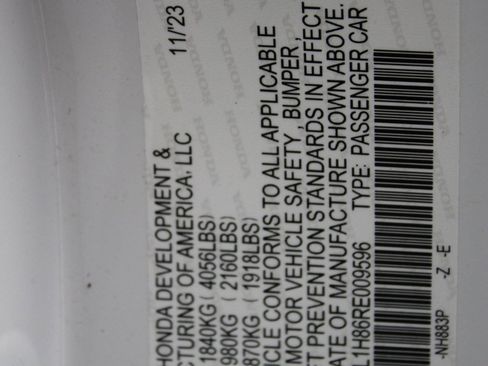 HONDA DEVELOPMENT & 11/23
CTURING OF AMERICA, LLC
1840KG (4056LBS)
980KG (2160LBS)
870KG (1918LBS)
ICLE CONFORMS TO ALL APPLICABLE
MOTOR VEHICLE SAFETY, BUMPER,
FT PREVENTION STANDARDS IN EFFECT
ATE OF MANUFACTURE SHOWN ABOVE.
L1H86RE009596 TYPE: PASSENGER CAR
-NH883P -Z -E